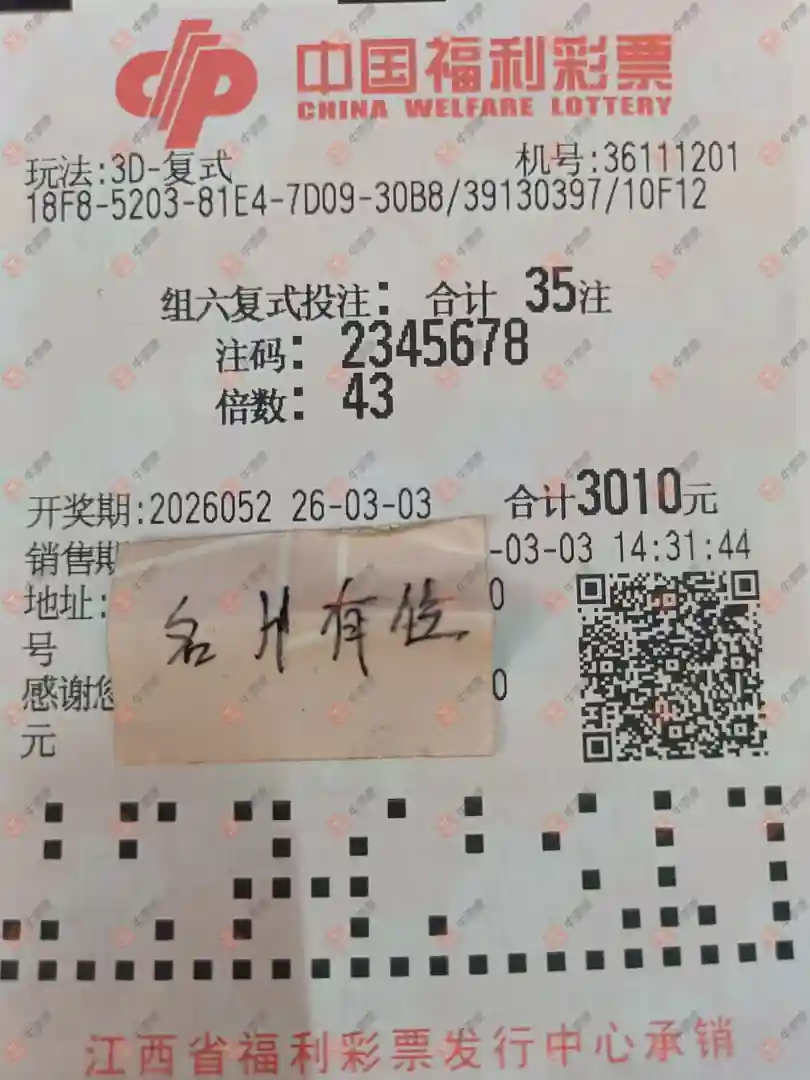 中国福利彩票
CHINA WELFARE LOTTERY
玩法:3D-复式 机号:36111201
18F8-5203-81E4-7D09-30B8/39130397/10F12
组六复式投注: 合计 35注
注码: 2345678
倍数: 43
开奖期:2026052 26-03-03 合计3010元
销售期 -03-03 14:31:44
地址: 0
号
名片有位
感谢您 0
元
江西省福利彩票发行中心承销